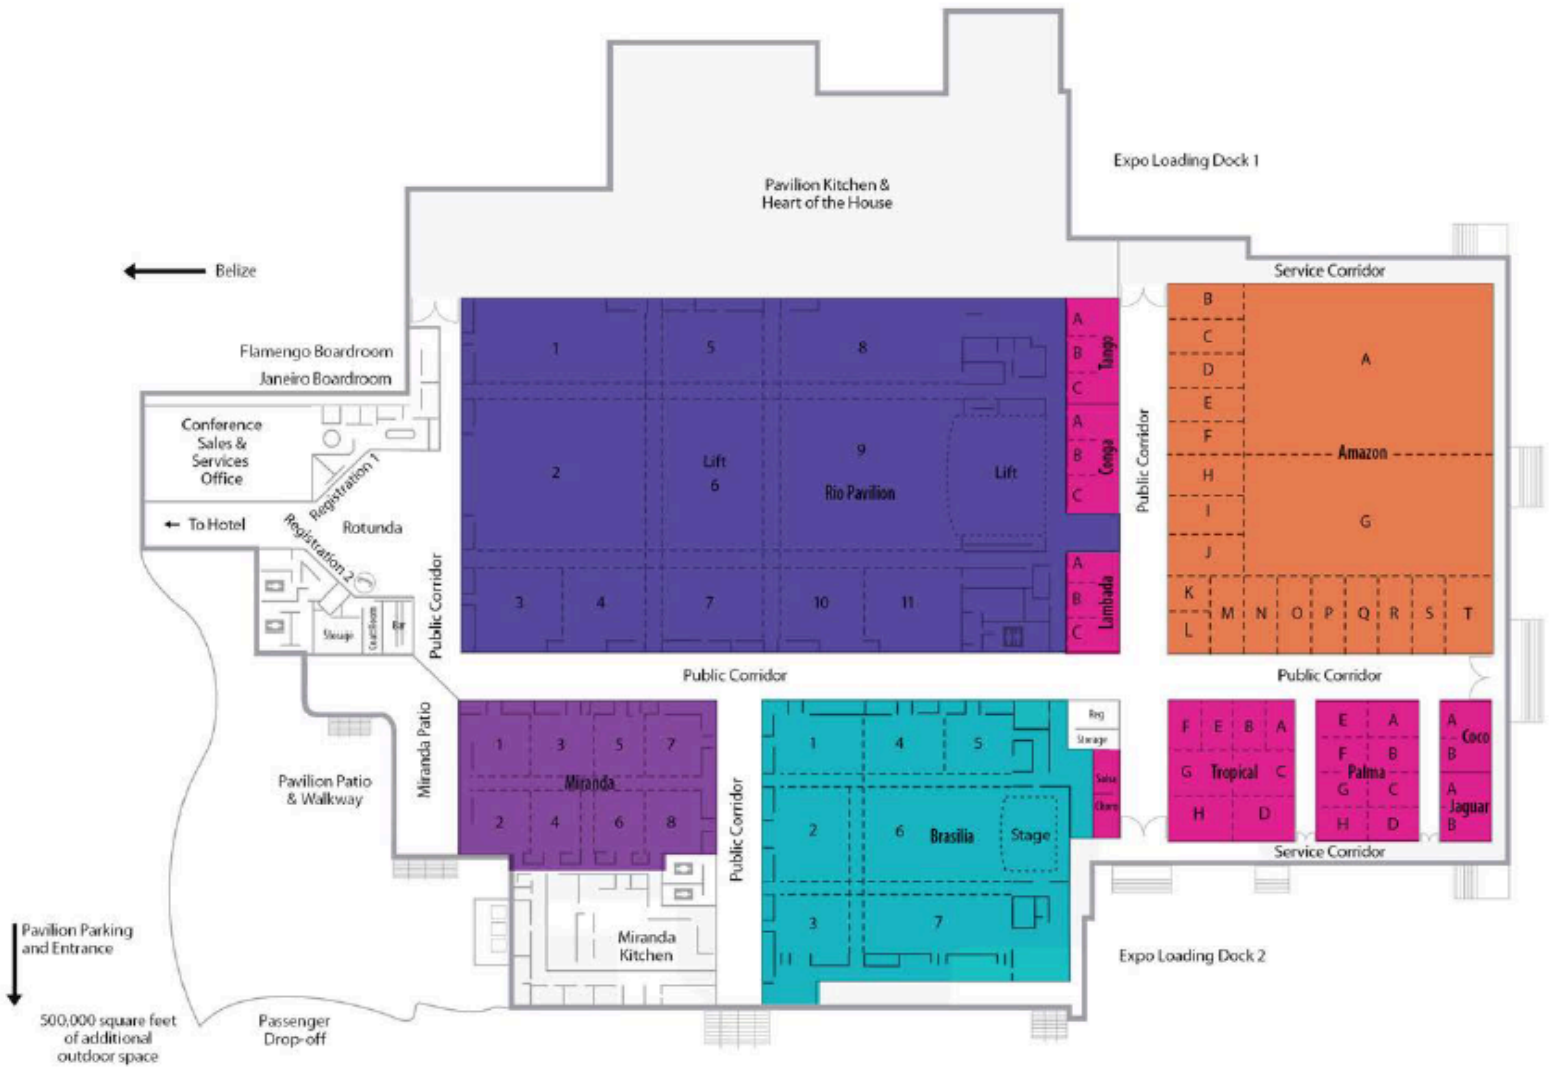 Expo Loading Dock 1
Pavilion Kitchen &
Heart of the House
Belize
Service Corridor
Flamengo Boardroom
Janeiro Boardroom
Conference
Sales &
Services
Office
Registration 1
To Hotel
Rotunda
Registration 2
Storage
Coat Room
Bar
Public Corridor
1
5
8
2
Lift
6
9
Rio Pavilion
Lift
3
4
7
10
11
A
B
C
Tango
A
B
C
Conga
A
B
C
Lambada
Public Corridor
B
C
D
E
F
H
I
J
K
L
A
Amazon
G
M
N
O
P
Q
R
S
T
Public Corridor
Public Corridor
Miranda Patio
Pavilion Patio
& Walkway
1
3
5
7
Miranda
2
4
6
8
Public Corridor
Miranda
Kitchen
1
4
5
2
6
Brasilia
Stage
3
7
Reg
Storage
Salsa
Choro
F
E
B
A
G
Tropical
C
H
D
E
A
F
B
Palma
G
C
H
D
A
Coco
B
A
Jaguar
B
Service Corridor
Expo Loading Dock 2
Pavilion Parking
and Entrance
500,000 square feet
of additional
outdoor space
Passenger
Drop-off